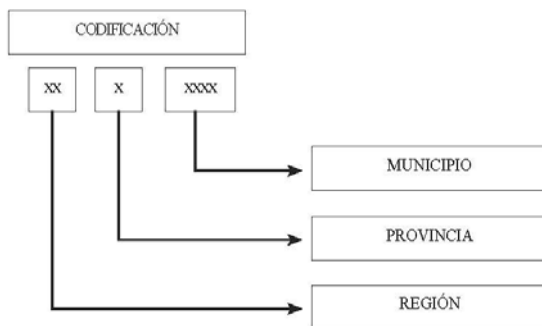 CODIFICACIÓN
XX X XXXX
MUNICIPIO
PROVINCIA
REGIÓN